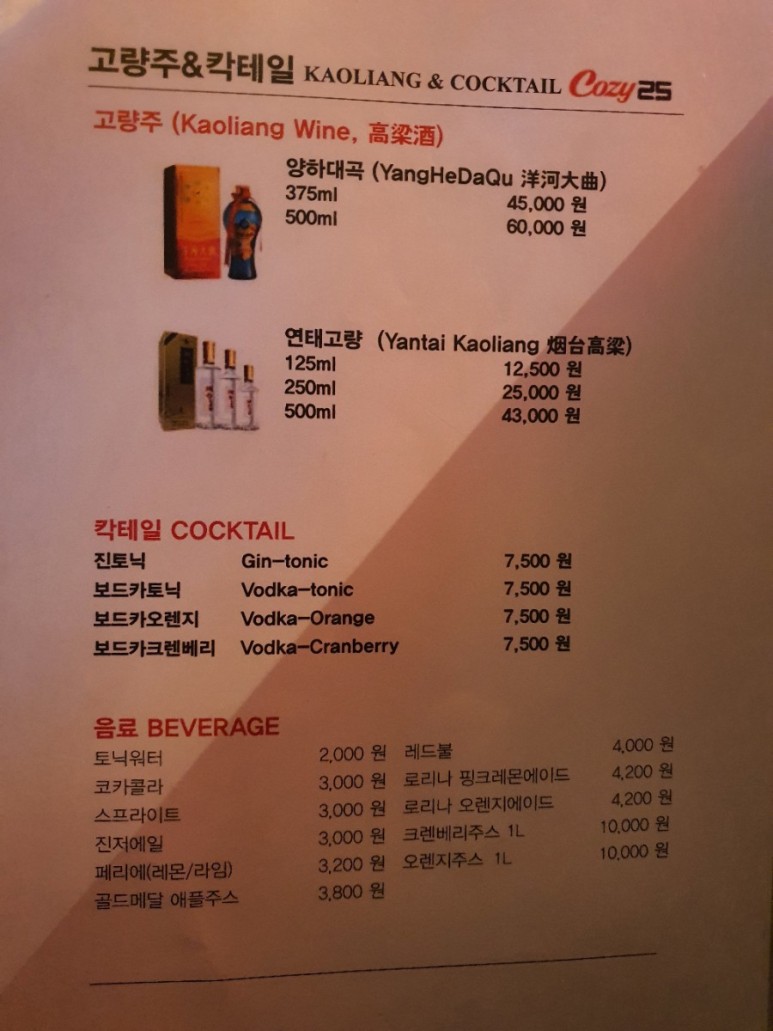 고량주&칵테일 KAOLIANG & COCKTAIL Cozy 25
고량주 (Kaoliang Wine, 高梁酒)
양하대곡 (YangHeDaQu 洋河大曲)
375ml 45,000 원
500ml 60,000 원
연태고량 (Yantai Kaoliang 烟台高梁)
125ml 12,500 원
250ml 25,000 원
500ml 43,000 원
칵테일 COCKTAIL
진토닉 Gin-tonic 7,500 원
보드카토닉 Vodka-tonic 7,500 원
보드카오렌지 Vodka-Orange 7,500 원
보드카크렌베리 Vodka-Cranberry 7,500 원
음료 BEVERAGE
토닉워터 2,000 원 레드불 4,000 원
코카콜라 3,000 원 로리나 핑크레몬에이드 4,200 원
스프라이트 3,000 원 로리나 오렌지에이드 4,200 원
진저에일 3,000 원 크렌베리주스 1L 10,000 원
페리에(레몬/라임) 3,200 원 오렌지주스 1L 10,000 원
골드메달 애플주스 3,800 원